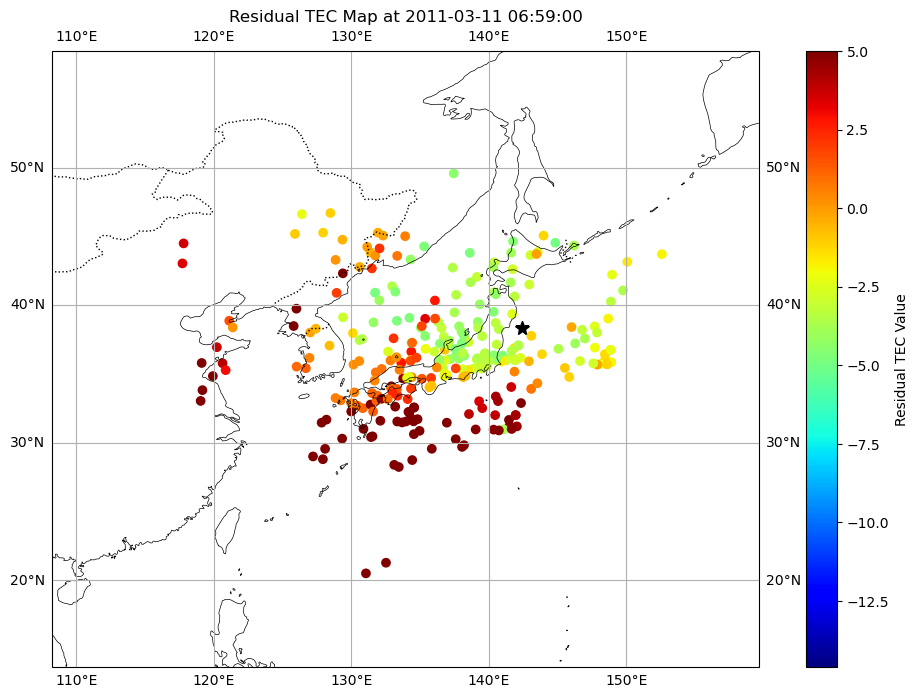 Residual TEC Map at 2011-03-11 06:59:00
110°E 120°E 130°E 140°E 150°E
5.0
2.5
50°N 50°N
0.0
−2.5
40°N 40°N
−5.0
Residual TEC Value
30°N 30°N
−7.5
−10.0
20°N 20°N
−12.5
110°E 120°E 130°E 140°E 150°E